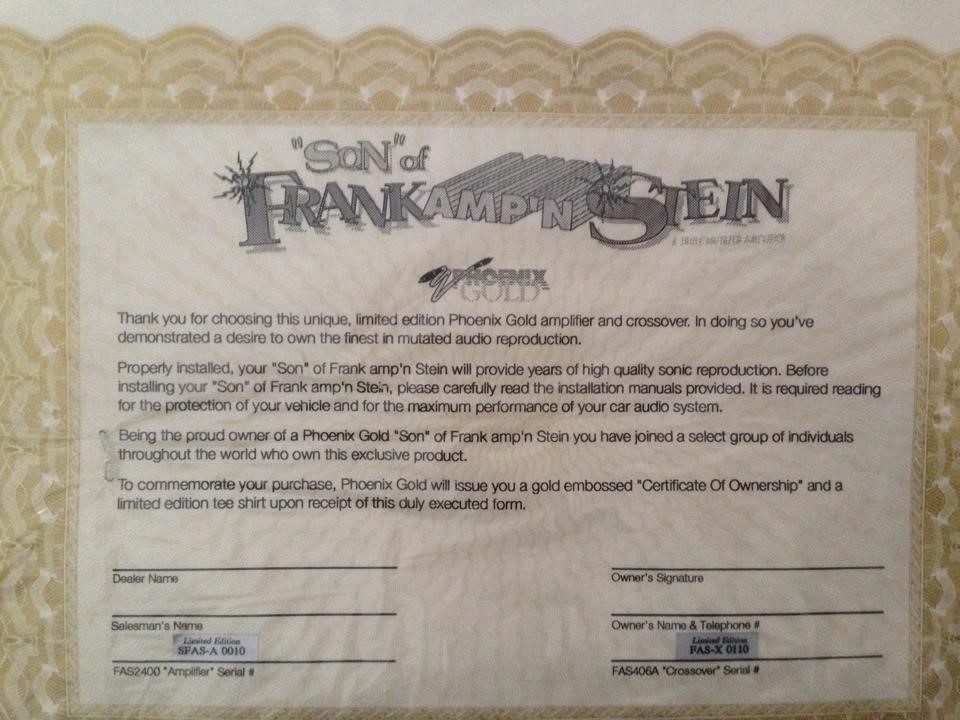 "SON" of
FRANKAMP'N STEIN
A TRULY MUTATED AMPLIFIER
PHOENIX
GOLD
Thank you for choosing this unique, limited edition Phoenix Gold amplifier and crossover. In doing so you've
demonstrated a desire to own the finest in mutated audio reproduction.
Properly installed, your "Son" of Frank amp'n Stein will provide years of high quality sonic reproduction. Before
installing your "Son" of Frank amp'n Stein, please carefully read the installation manuals provided. It is required reading
for the protection of your vehicle and for the maximum performance of your car audio system.
Being the proud owner of a Phoenix Gold "Son" of Frank amp'n Stein you have joined a select group of individuals
throughout the world who own this exclusive product.
To commemorate your purchase, Phoenix Gold will issue you a gold embossed "Certificate Of Ownership" and a
limited edition tee shirt upon receipt of this duly executed form.
Dealer Name
Owner's Signature
Salesman's Name
Owner's Name & Telephone #
Limited Edition
SFAS-A 0010
Limited Edition
FAS-X 0110
FAS2400 "Amplifier" Serial #
FAS406A "Crossover" Serial #